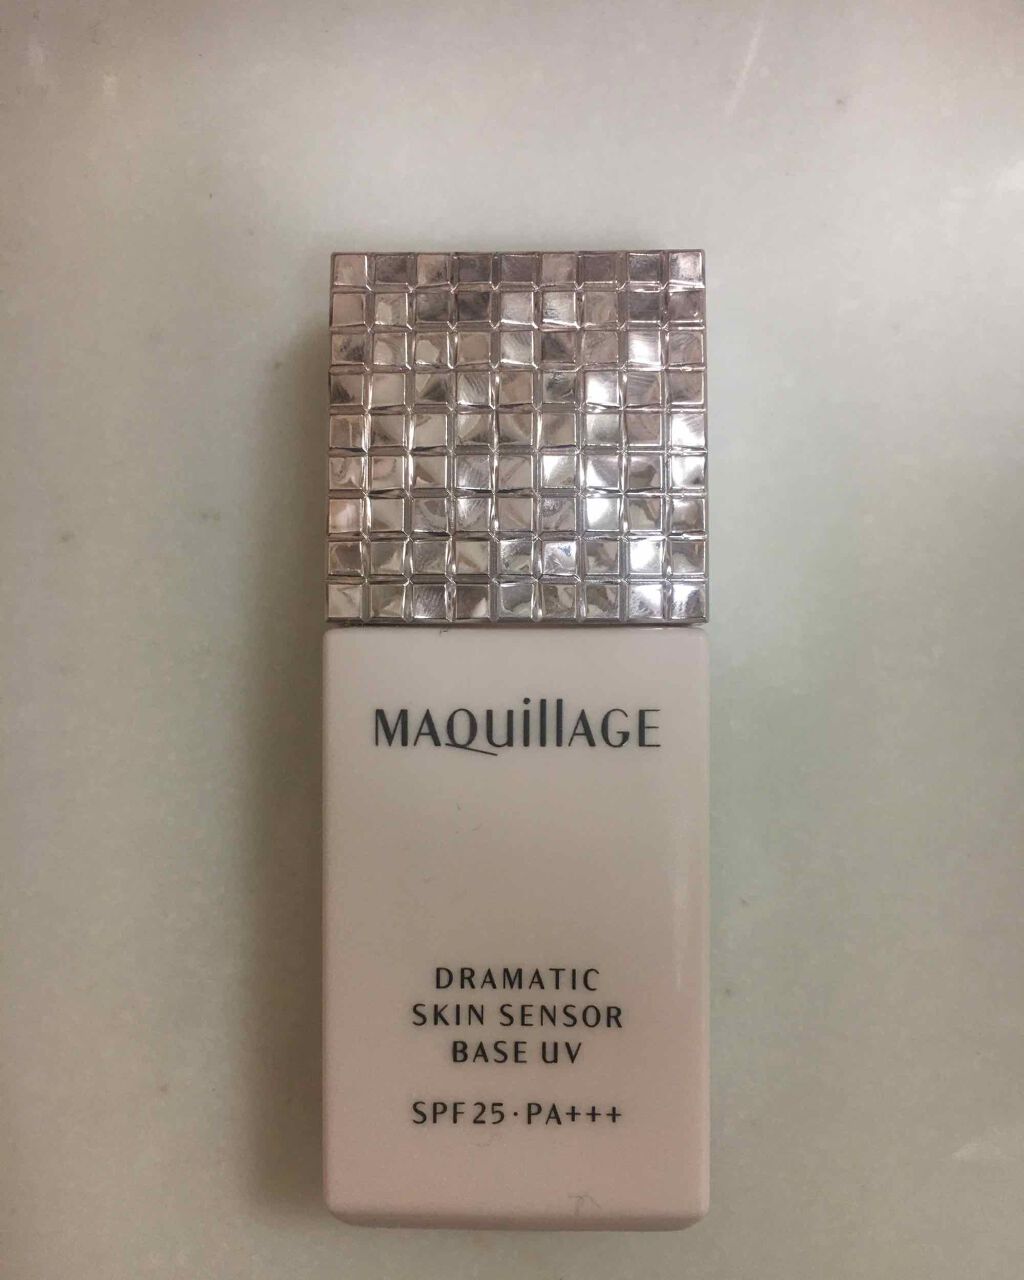 MAQuillAGE
DRAMATIC
SKIN SENSOR
BASE UV
SPF25·PA+++